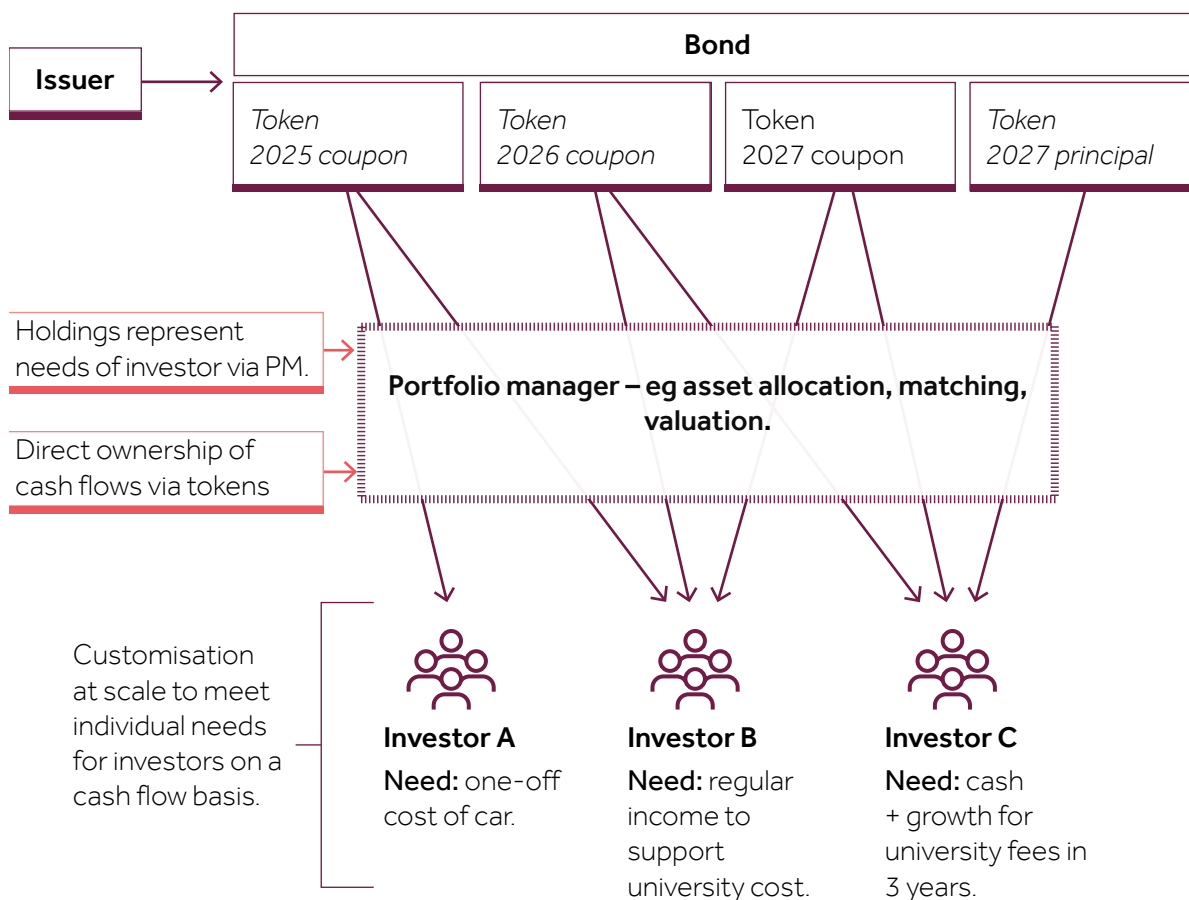 Bond
Issuer
Token
2025 coupon
Token
2026 coupon
Token
2027 coupon
Token
2027 principal
Holdings represent
needs of investor via PM.
Portfolio manager – eg asset allocation, matching,
valuation.
Direct ownership of
cash flows via tokens
Customisation
at scale to meet
individual needs
for investors on a
cash flow basis.
Investor A
Need: one-off
cost of car.
Investor B
Need: regular
income to
support
university cost.
Investor C
Need: cash
+ growth for
university fees in
3 years.